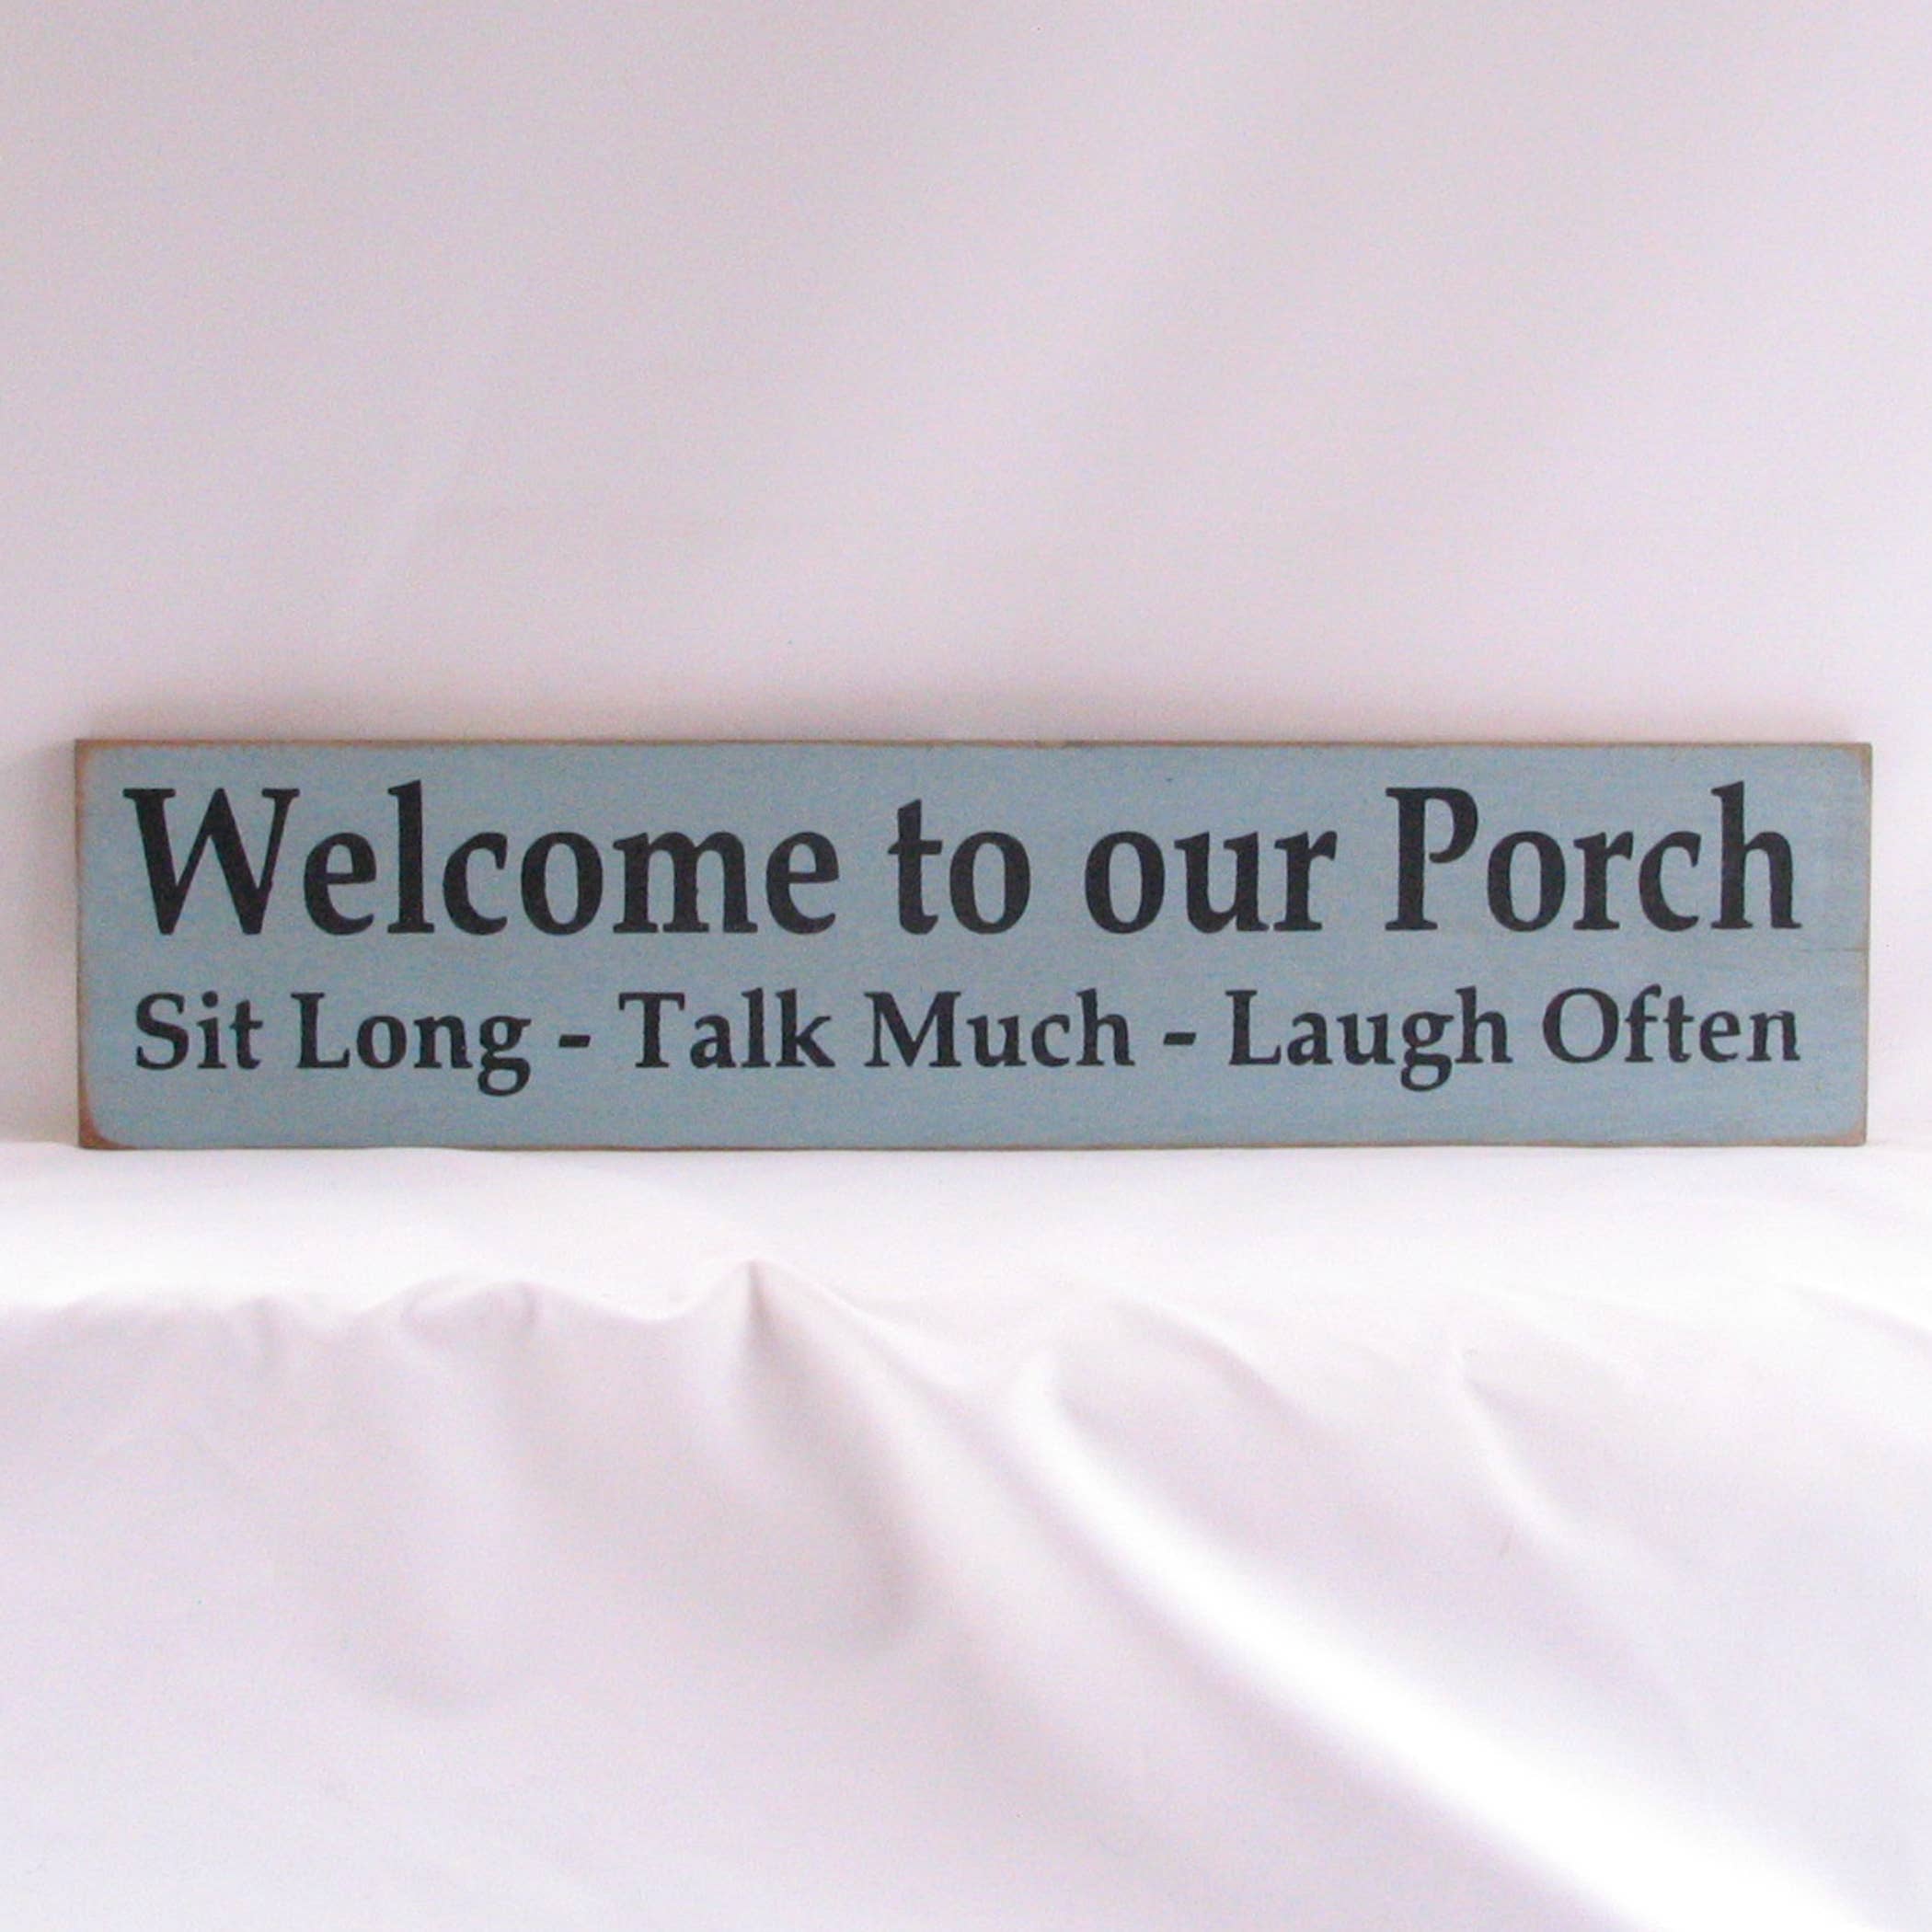 Welcome to our Porch
Sit Long - Talk Much - Laugh Often